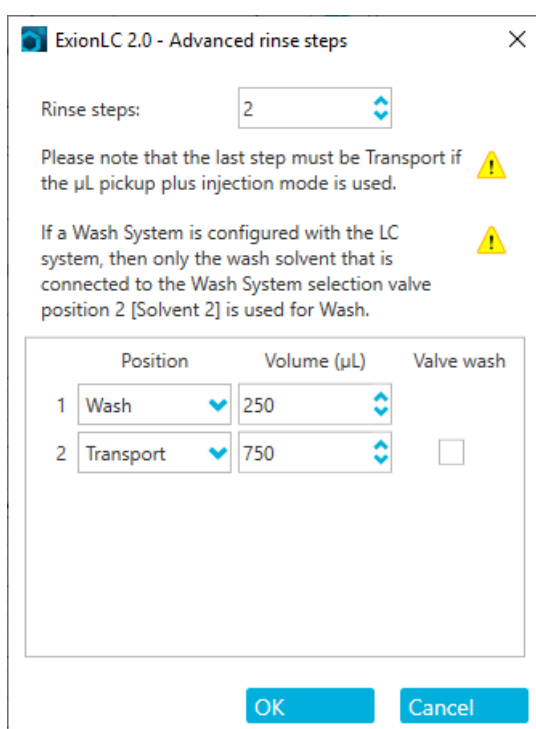 ExionLC 2.0 - Advanced rinse steps
Rinse steps: 2
Please note that the last step must be Transport if
the µL pickup plus injection mode is used.
If a Wash System is configured with the LC
system, then only the wash solvent that is
connected to the Wash System selection valve
position 2 [Solvent 2] is used for Wash.
Position Volume (µL) Valve wash
1 Wash 250
2 Transport 750
OK Cancel